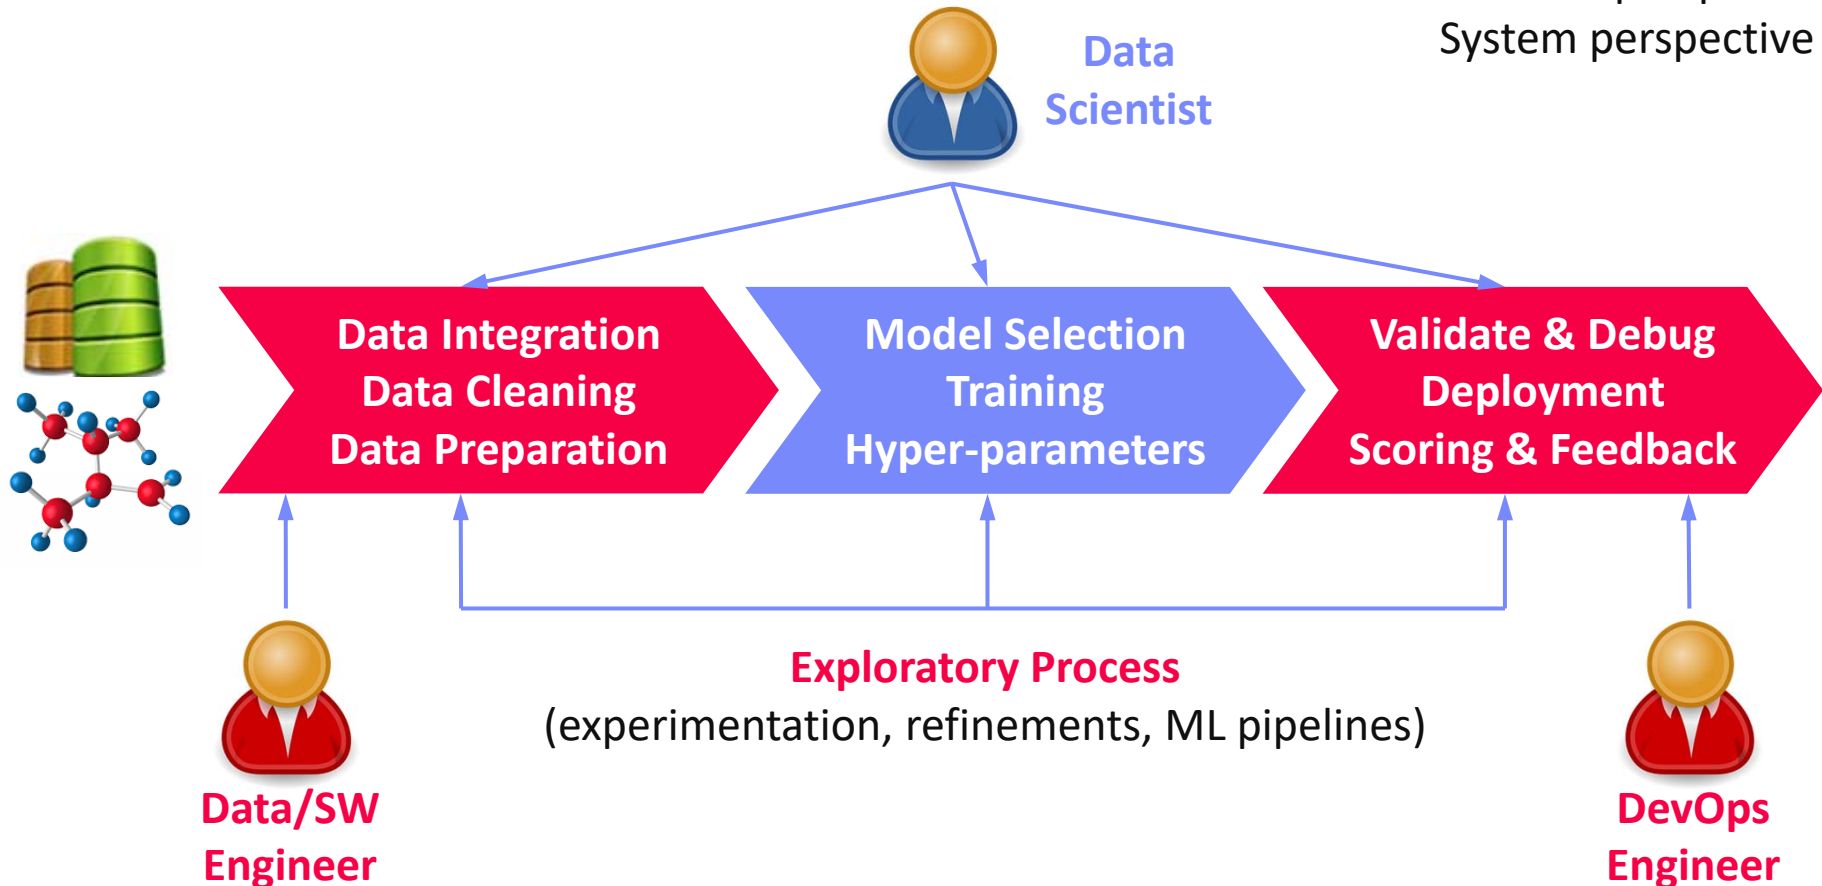 System perspective
Data
Scientist
Data Integration
Data Cleaning
Data Preparation
Model Selection
Training
Hyper-parameters
Validate & Debug
Deployment
Scoring & Feedback
Exploratory Process
(experimentation, refinements, ML pipelines)
Data/SW
Engineer
DevOps
Engineer